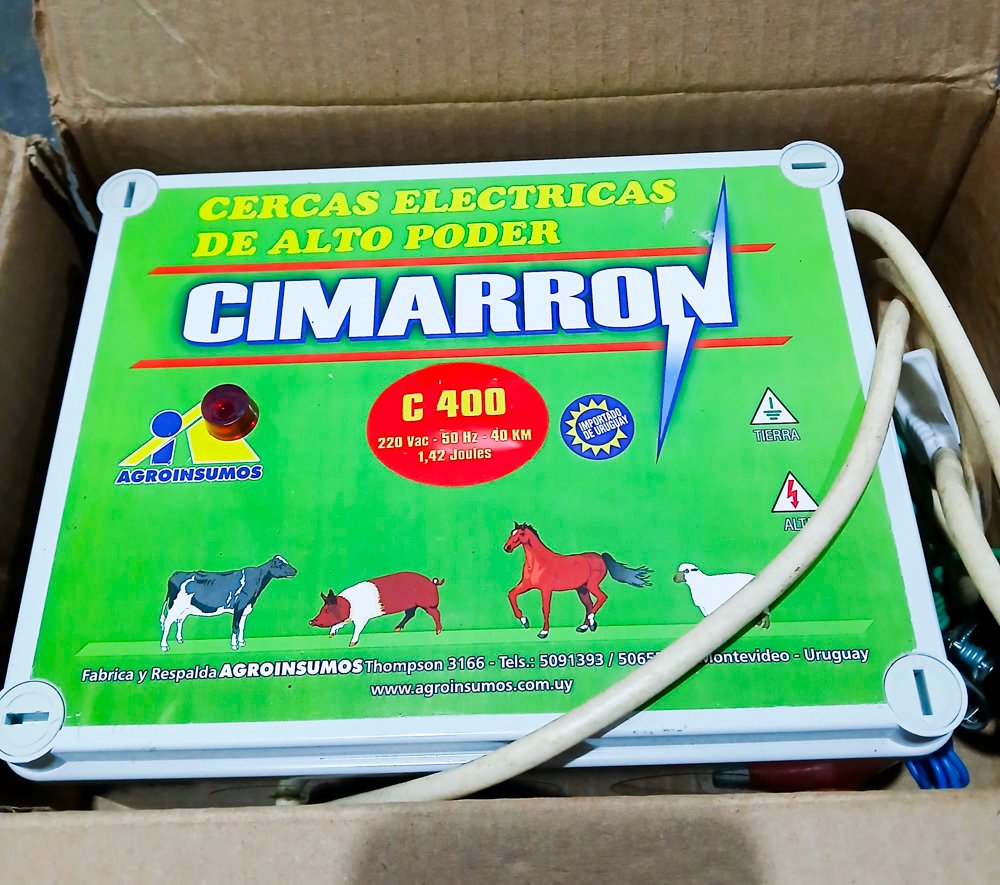 CERCAS ELECTRICAS
DE ALTO PODER
CIMARRON
C 400
220 Vac - 50 Hz - 40 KM
1,42 Joules
IMPORTADO
DE URUGUAY
TIERRA
AGROINSUMOS
Fabrica y Respalda AGROINSUMOS Thompson 3166 - Tels.: 5091393 / Montevideo - Uruguay
www.agroinsumos.com.uy